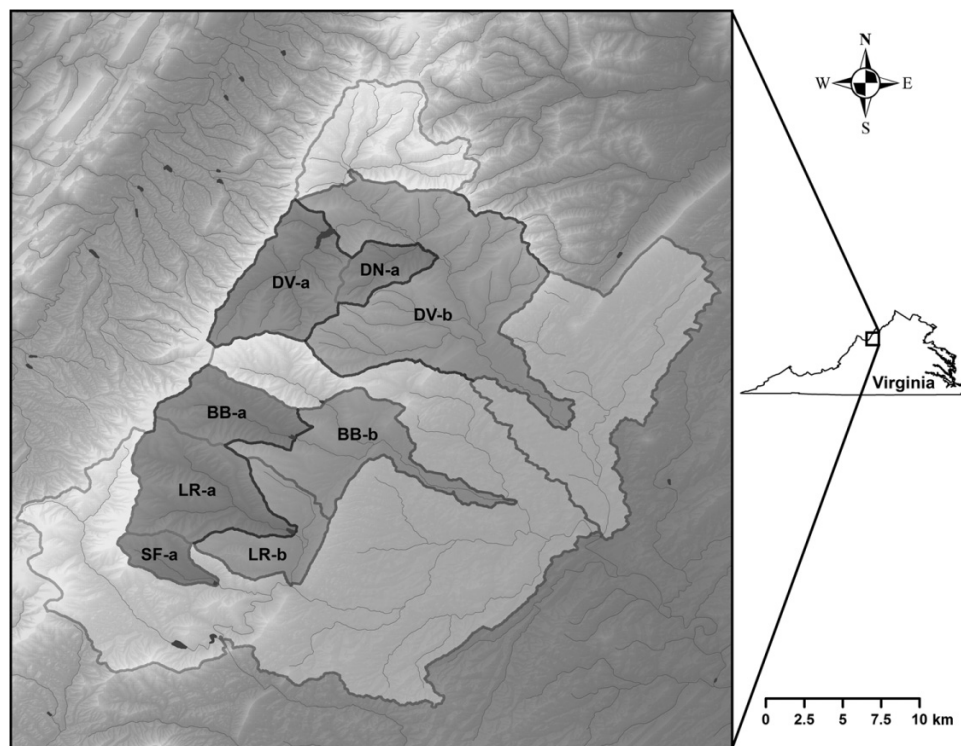 N
W E
S
DV-a
DN-a
DV-b
BB-a
BB-b
LR-a
SF-a
LR-b
Virginia
0 2.5 5 7.5 10 km